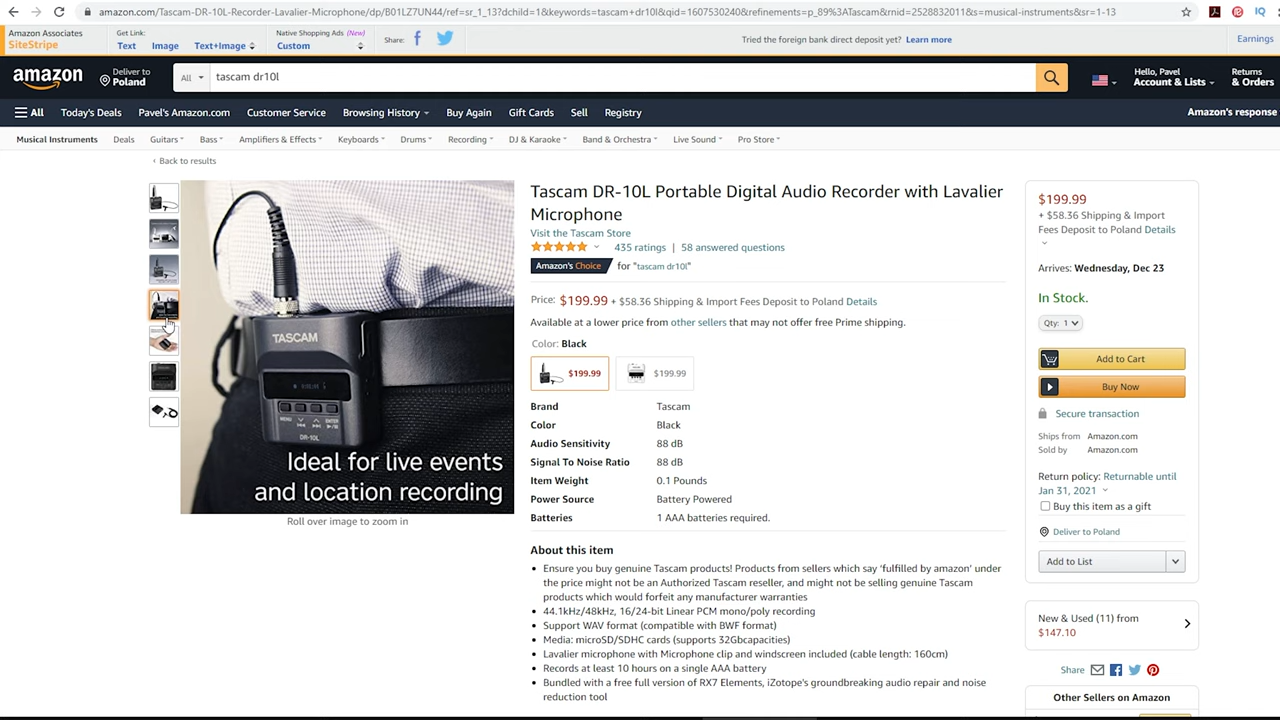 amazon.com/Tascam-DR-10L-Recorder-Lavalier-Microphone/dp/B01LZ7UN44/ref=sr_1_13?dchild=1&keywords=tascam+dr10l&qid=1607530240&refinements=p_89%3ATascam&rnid=2528832011&s=musical-instruments&sr=1-13
Amazon Associates
SiteStripe
Get Link:
Text Image Text+Image
Native Shopping Ads (New)
Custom
Share:
Tried the foreign bank direct deposit yet? Learn more
Earnings
amazon
Deliver to
Poland
All tascam dr10l
Hello, Pavel
Account & Lists
Returns
& Orders
All Today's Deals Pavel's Amazon.com Customer Service Browsing History Buy Again Gift Cards Sell Registry
Amazon's response
Musical Instruments Deals Guitars Bass Amplifiers & Effects Keyboards Drums Recording DJ & Karaoke Band & Orchestra Live Sound Pro Store
‹ Back to results
TASCAM
MENU
ENTER
DR-10L
Ideal for live events
and location recording
Roll over image to zoom in
Tascam DR-10L Portable Digital Audio Recorder with Lavalier
Microphone
Visit the Tascam Store
435 ratings | 58 answered questions
Amazon's Choice for "tascam dr10l"
Price: $199.99 + $58.36 Shipping & Import Fees Deposit to Poland Details
Available at a lower price from other sellers that may not offer free Prime shipping.
Color: Black
$199.99 $199.99
Brand Tascam
Color Black
Audio Sensitivity 88 dB
Signal To Noise Ratio 88 dB
Item Weight 0.1 Pounds
Power Source Battery Powered
Batteries 1 AAA batteries required.
About this item
• Ensure you buy genuine Tascam products! Products from sellers which say 'fulfilled by amazon' under
the price might not be an Authorized Tascam reseller, and might not be selling genuine Tascam
products which would forfeit any manufacturer warranties
• 44.1kHz/48kHz, 16/24-bit Linear PCM mono/poly recording
• Support WAV format (compatible with BWF format)
• Media: microSD/SDHC cards (supports 32Gbcapacities)
• Lavalier microphone with Microphone clip and windscreen included (cable length: 160cm)
• Records at least 10 hours on a single AAA battery
• Bundled with a free full version of RX7 Elements, iZotope's groundbreaking audio repair and noise
reduction tool
$199.99
+ $58.36 Shipping & Import
Fees Deposit to Poland Details
Arrives: Wednesday, Dec 23
In Stock.
Qty: 1
Add to Cart
Buy Now
Secure transaction
Ships from Amazon.com
Sold by Amazon.com
Return policy: Returnable until
Jan 31, 2021
Buy this item as a gift
Deliver to Poland
Add to List
New & Used (11) from
$147.10
Share
Other Sellers on Amazon